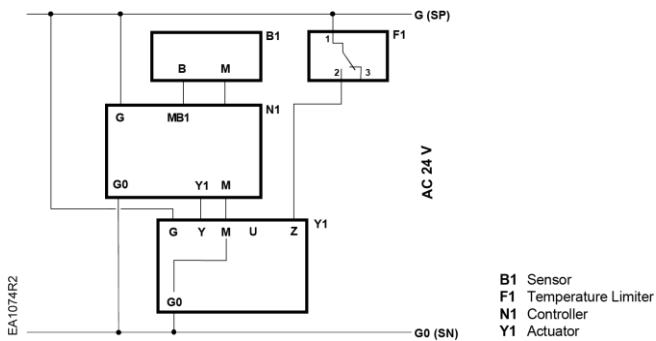 G (SP)
B1
F1
1
B M
2 3
N1
G MB1
G0 Y1 M
AC 24 V
Y1
G Y M U Z
G0
EA1074R2
B1 Sensor
F1 Temperature Limiter
N1 Controller
Y1 Actuator
G0 (SN)